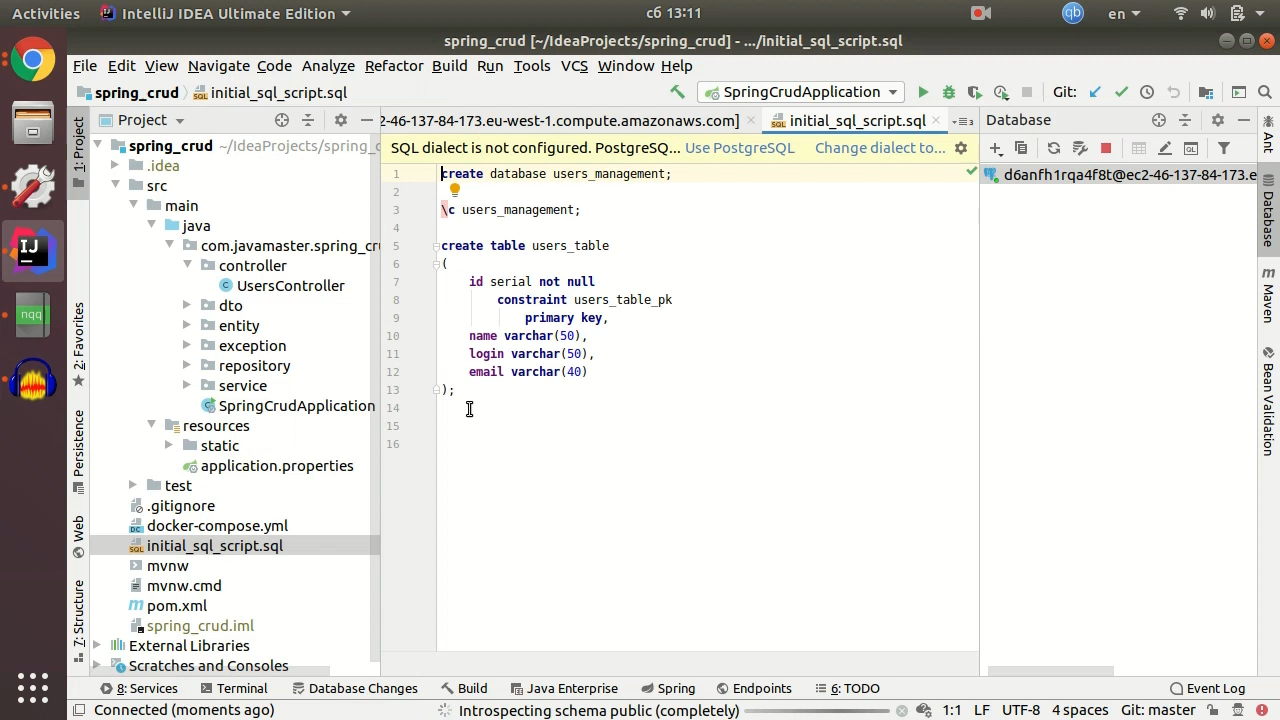 Activities
IntelliJ IDEA Ultimate Edition
сб 13:11
qb
en
spring_crud [~/IdeaProjects/spring_crud] - .../initial_sql_script.sql
File Edit View Navigate Code Analyze Refactor Build Run Tools VCS Window Help
spring_crud
initial_sql_script.sql
SpringCrudApplication
Git:
Project
2-46-137-84-173.eu-west-1.compute.amazonaws.com]
initial_sql_script.sql
3
Database
spring_crud ~/IdeaProjects/spring_c
.idea
src
main
java
com.javamaster.spring_cru
controller
UsersController
dto
entity
exception
repository
service
SpringCrudApplication
resources
static
application.properties
test
.gitignore
docker-compose.yml
initial_sql_script.sql
mvnw
mvnw.cmd
pom.xml
spring_crud.iml
External Libraries
Scratches and Consoles
SQL dialect is not configured. PostgreSQ... Use PostgreSQL Change dialect to...
1 create database users_management;
2
3 \c users_management;
4
5 create table users_table
6 (
7 id serial not null
8 constraint users_table_pk
9 primary key,
10 name varchar(50),
11 login varchar(50),
12 email varchar(40)
13 );
14
15
16
d6anfh1rqa4f8t@ec2-46-137-84-173.e
1: Project
2: Favorites
Persistence
Web
7: Structure
Ant
Database
Maven
Bean Validation
IJ
nqq
8: Services
Terminal
Database Changes
Build
Java Enterprise
Spring
Endpoints
6: TODO
Event Log
Connected (moments ago)
Introspecting schema public (completely)
1:1 LF UTF-8 4 spaces Git: master